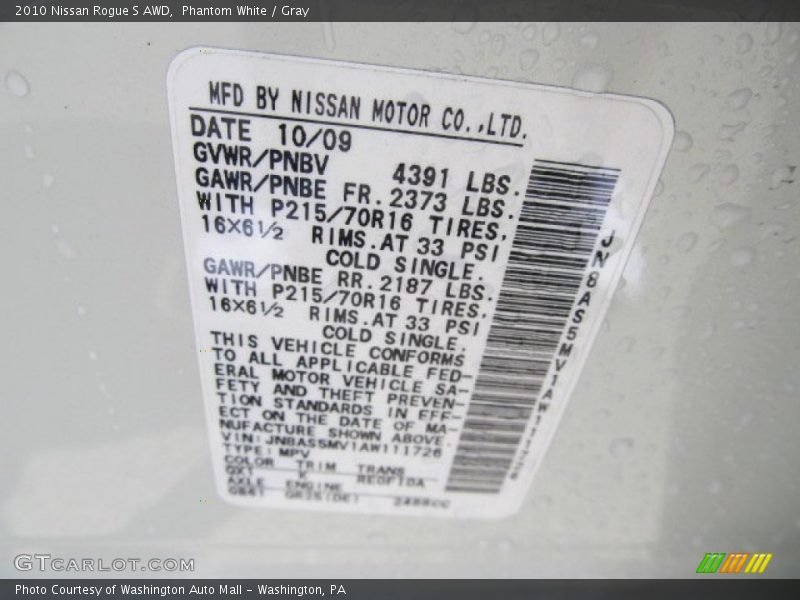 2010 Nissan Rogue S AWD, Phantom White / Gray
MFD BY NISSAN MOTOR CO.,LTD.
DATE 10/09
GVWR/PNBV 4391 LBS.
GAWR/PNBE FR. 2373 LBS.
WITH P215/70R16 TIRES,
16X6½ RIMS.AT 33 PSI
COLD SINGLE.
GAWR/PNBE RR. 2187 LBS.
WITH P215/70R16 TIRES,
16X6½ RIMS.AT 33 PSI
COLD SINGLE.
THIS VEHICLE CONFORMS
TO ALL APPLICABLE FED-
ERAL MOTOR VEHICLE SA-
FETY AND THEFT PREVEN-
TION STANDARDS IN EFF-
ECT ON THE DATE OF MA-
NUFACTURE SHOWN ABOVE.
VIN: JN8AS5MV1AW111726
TYPE: MPV
COLOR TRIM TRANS
QX1 K
AXLE ENGINE
QR25(DE) 2488CC
JN8AS5MV1AW111726
GTCARLOT.COM
Photo Courtesy of Washington Auto Mall – Washington, PA